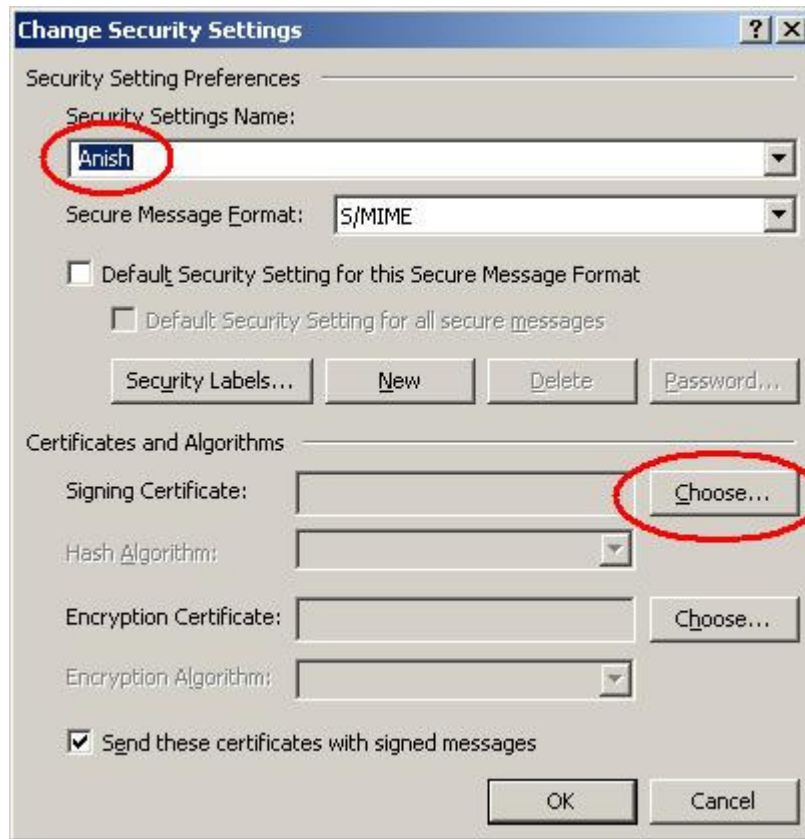 Change Security Settings
Security Setting Preferences
Security Settings Name:
Anish
Secure Message Format: S/MIME
Default Security Setting for this Secure Message Format
Default Security Setting for all secure messages
Security Labels... New Delete Password...
Certificates and Algorithms
Signing Certificate: Choose...
Hash Algorithm:
Encryption Certificate: Choose...
Encryption Algorithm:
Send these certificates with signed messages
OK Cancel